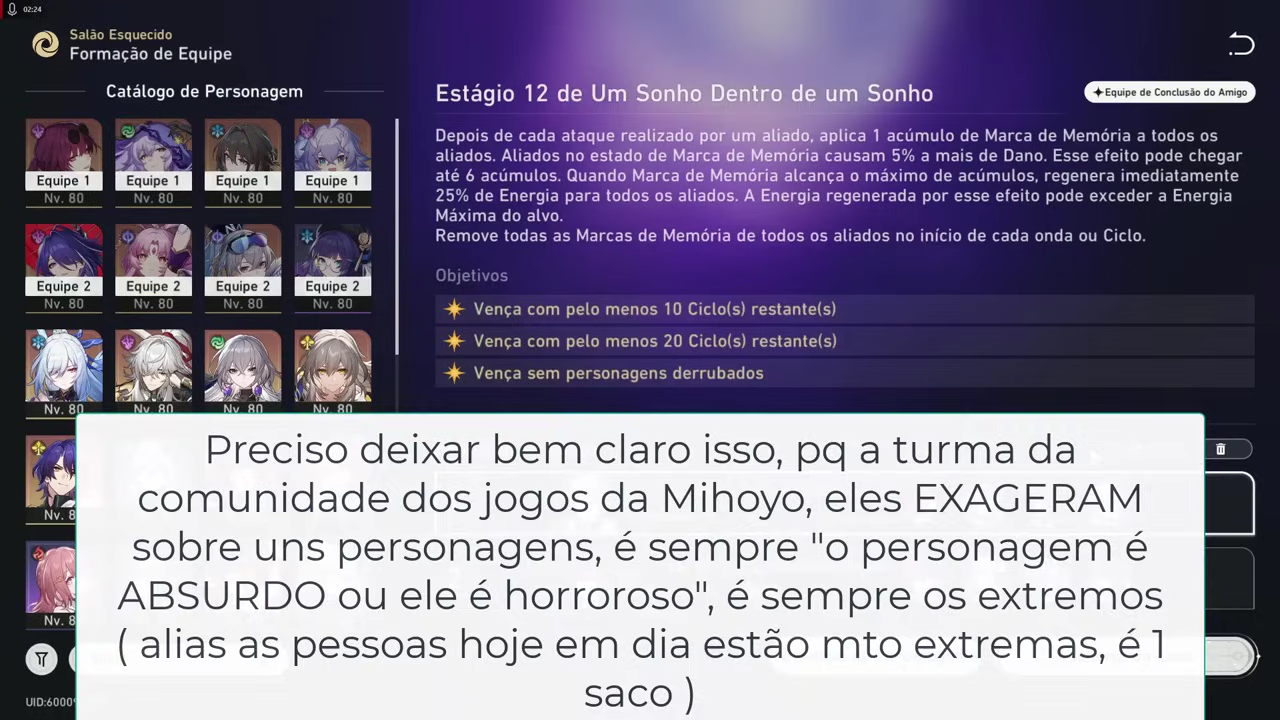 02:24
Salão Esquecido
Formação de Equipe
Catálogo de Personagem
Equipe 1
Equipe 1
Equipe 1
Equipe 1
Nv. 80
Nv. 80
Nv. 80
Nv. 80
Equipe 2
Equipe 2
Equipe 2
Equipe 2
Nv. 80
Nv. 80
Nv. 80
Nv. 80
Nv. 80
Nv. 80
Nv. 80
Nv. 80
Nv. 8
Nv. 8
UID:6000
Estágio 12 de Um Sonho Dentro de um Sonho
Equipe de Conclusão do Amigo
Depois de cada ataque realizado por um aliado, aplica 1 acúmulo de Marca de Memória a todos os
aliados. Aliados no estado de Marca de Memória causam 5% a mais de Dano. Esse efeito pode chegar
até 6 acúmulos. Quando Marca de Memória alcança o máximo de acúmulos, regenera imediatamente
25% de Energia para todos os aliados. A Energia regenerada por esse efeito pode exceder a Energia
Máxima do alvo.
Remove todas as Marcas de Memória de todos os aliados no início de cada onda ou Ciclo.
Objetivos
Vença com pelo menos 10 Ciclo(s) restante(s)
Vença com pelo menos 20 Ciclo(s) restante(s)
Vença sem personagens derrubados
Preciso deixar bem claro isso, pq a turma da
comunidade dos jogos da Mihoyo, eles EXAGERAM
sobre uns personagens, é sempre "o personagem é
ABSURDO ou ele é horroroso", é sempre os extremos
( alias as pessoas hoje em dia estão mto extremas, é 1
saco )